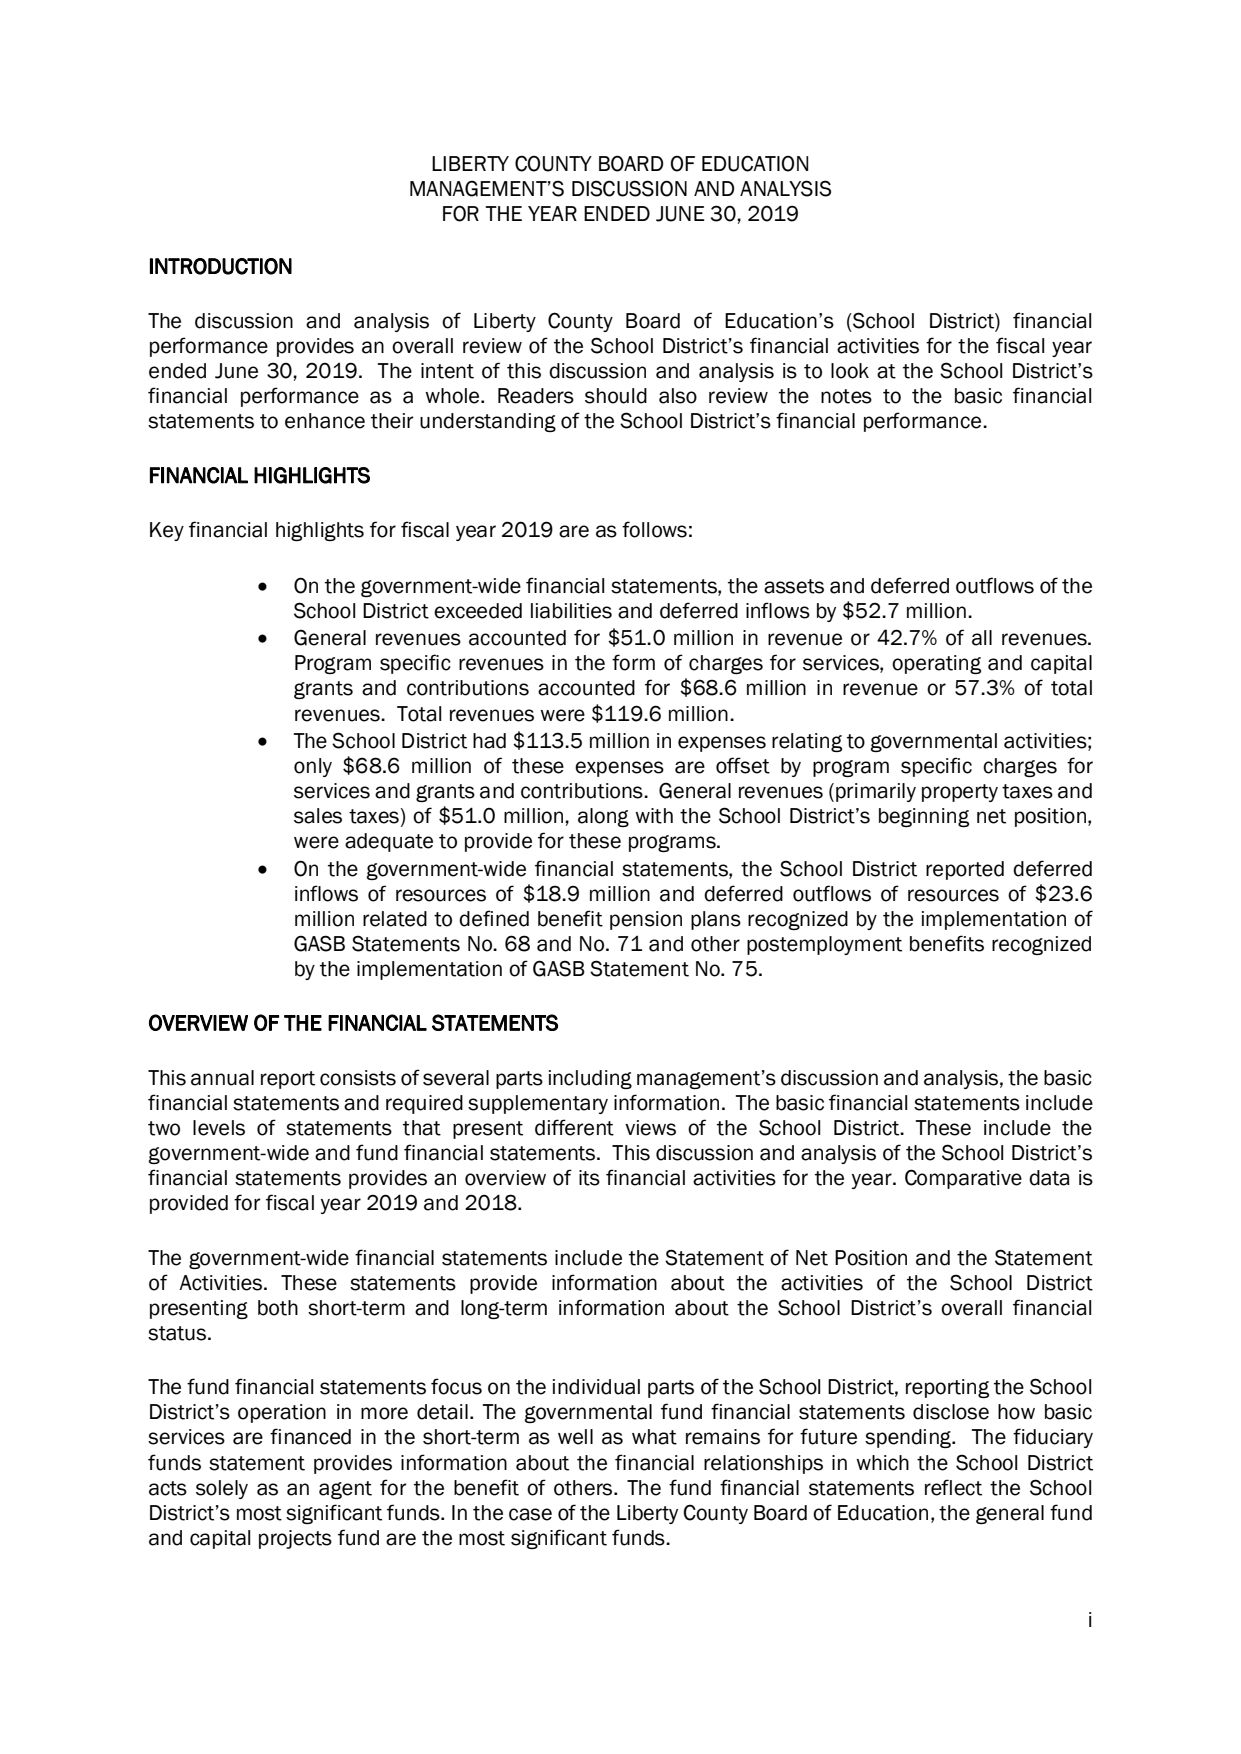 LIBERTY COUNTY BOARD OF EDUCATION
MANAGEMENT'S DISCUSSION AND ANALYSIS
FOR THE YEAR ENDED JUNE 30, 2019
INTRODUCTION
The discussion and analysis of Liberty County Board of Education's (School District) financial
performance provides an overall review of the School District's financial activities for the fiscal year
ended June 30, 2019. The intent of this discussion and analysis is to look at the School District's
financial performance as a whole. Readers should also review the notes to the basic financial
statements to enhance their understanding of the School District's financial performance.
FINANCIAL HIGHLIGHTS
Key financial highlights for fiscal year 2019 are as follows:
• On the government-wide financial statements, the assets and deferred outflows of the
School District exceeded liabilities and deferred inflows by $52.7 million.
• General revenues accounted for $51.0 million in revenue or 42.7% of all revenues.
Program specific revenues in the form of charges for services, operating and capital
grants and contributions accounted for $68.6 million in revenue or 57.3% of total
revenues. Total revenues were $119.6 million.
• The School District had $113.5 million in expenses relating to governmental activities;
only $68.6 million of these expenses are offset by program specific charges for
services and grants and contributions. General revenues (primarily property taxes and
sales taxes) of $51.0 million, along with the School District's beginning net position,
were adequate to provide for these programs.
• On the government-wide financial statements, the School District reported deferred
inflows of resources of $18.9 million and deferred outflows of resources of $23.6
million related to defined benefit pension plans recognized by the implementation of
GASB Statements No. 68 and No. 71 and other postemployment benefits recognized
by the implementation of GASB Statement No. 75.
OVERVIEW OF THE FINANCIAL STATEMENTS
This annual report consists of several parts including management's discussion and analysis, the basic
financial statements and required supplementary information. The basic financial statements include
two levels of statements that present different views of the School District. These include the
government-wide and fund financial statements. This discussion and analysis of the School District's
financial statements provides an overview of its financial activities for the year. Comparative data is
provided for fiscal year 2019 and 2018.
The government-wide financial statements include the Statement of Net Position and the Statement
of Activities. These statements provide information about the activities of the School District
presenting both short-term and long-term information about the School District's overall financial
status.
The fund financial statements focus on the individual parts of the School District, reporting the School
District's operation in more detail. The governmental fund financial statements disclose how basic
services are financed in the short-term as well as what remains for future spending. The fiduciary
funds statement provides information about the financial relationships in which the School District
acts solely as an agent for the benefit of others. The fund financial statements reflect the School
District's most significant funds. In the case of the Liberty County Board of Education, the general fund
and capital projects fund are the most significant funds.
i